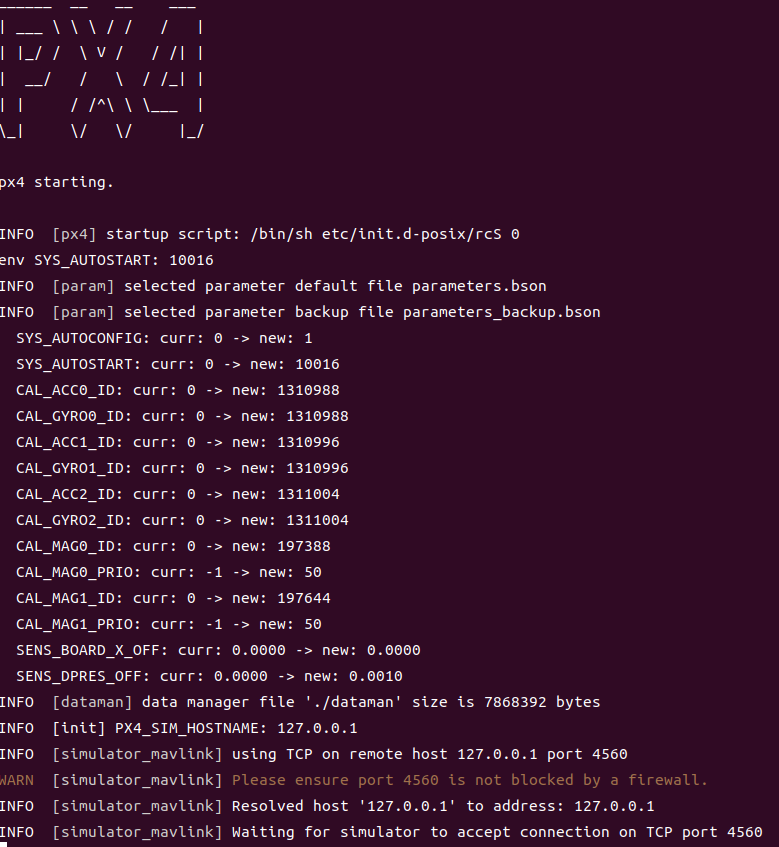 ______  __   __    ___
| ___ \ \ \ / /   /   |
| |_/ /  \ V /   / /| |
|  __/   /   \  / /_| |
| |     / /^\ \ \___  |
\_|     \/   \/     |_/
px4 starting.
INFO  [px4] startup script: /bin/sh etc/init.d-posix/rcS 0
env SYS_AUTOSTART: 10016
INFO  [param] selected parameter default file parameters.bson
INFO  [param] selected parameter backup file parameters_backup.bson
  SYS_AUTOCONFIG: curr: 0 -> new: 1
  SYS_AUTOSTART: curr: 0 -> new: 10016
  CAL_ACC0_ID: curr: 0 -> new: 1310988
  CAL_GYRO0_ID: curr: 0 -> new: 1310988
  CAL_ACC1_ID: curr: 0 -> new: 1310996
  CAL_GYRO1_ID: curr: 0 -> new: 1310996
  CAL_ACC2_ID: curr: 0 -> new: 1311004
  CAL_GYRO2_ID: curr: 0 -> new: 1311004
  CAL_MAG0_ID: curr: 0 -> new: 197388
  CAL_MAG0_PRIO: curr: -1 -> new: 50
  CAL_MAG1_ID: curr: 0 -> new: 197644
  CAL_MAG1_PRIO: curr: -1 -> new: 50
  SENS_BOARD_X_OFF: curr: 0.0000 -> new: 0.0000
  SENS_DPRES_OFF: curr: 0.0000 -> new: 0.0010
INFO  [dataman] data manager file './dataman' size is 7868392 bytes
INFO  [init] PX4_SIM_HOSTNAME: 127.0.0.1
INFO  [simulator_mavlink] using TCP on remote host 127.0.0.1 port 4560
WARN  [simulator_mavlink] Please ensure port 4560 is not blocked by a firewall.
INFO  [simulator_mavlink] Resolved host '127.0.0.1' to address: 127.0.0.1
INFO  [simulator_mavlink] Waiting for simulator to accept connection on TCP port 4560